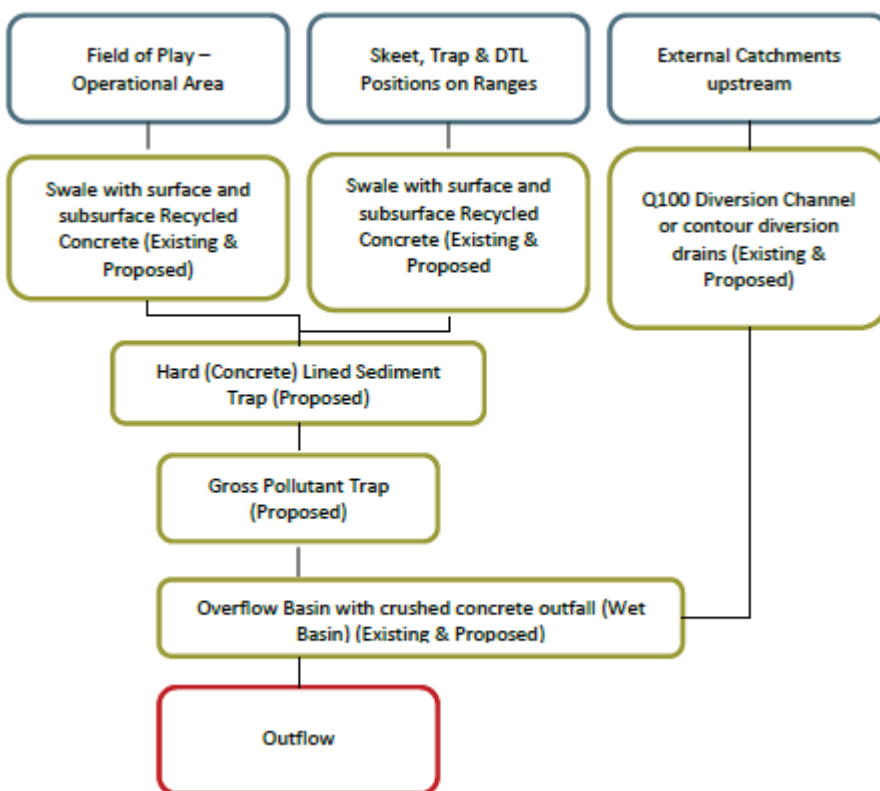 Field of Play –
Operational Area
Skeet, Trap & DTL
Positions on Ranges
External Catchments
upstream
Swale with surface and
subsurface Recycled
Concrete (Existing &
Proposed)
Swale with surface and
subsurface Recycled
Concrete (Existing &
Proposed
Q100 Diversion Channel
or contour diversion
drains (Existing &
Proposed)
Hard (Concrete) Lined Sediment
Trap (Proposed)
Gross Pollutant Trap
(Proposed)
Overflow Basin with crushed concrete outfall (Wet
Basin) (Existing & Proposed)
Outflow